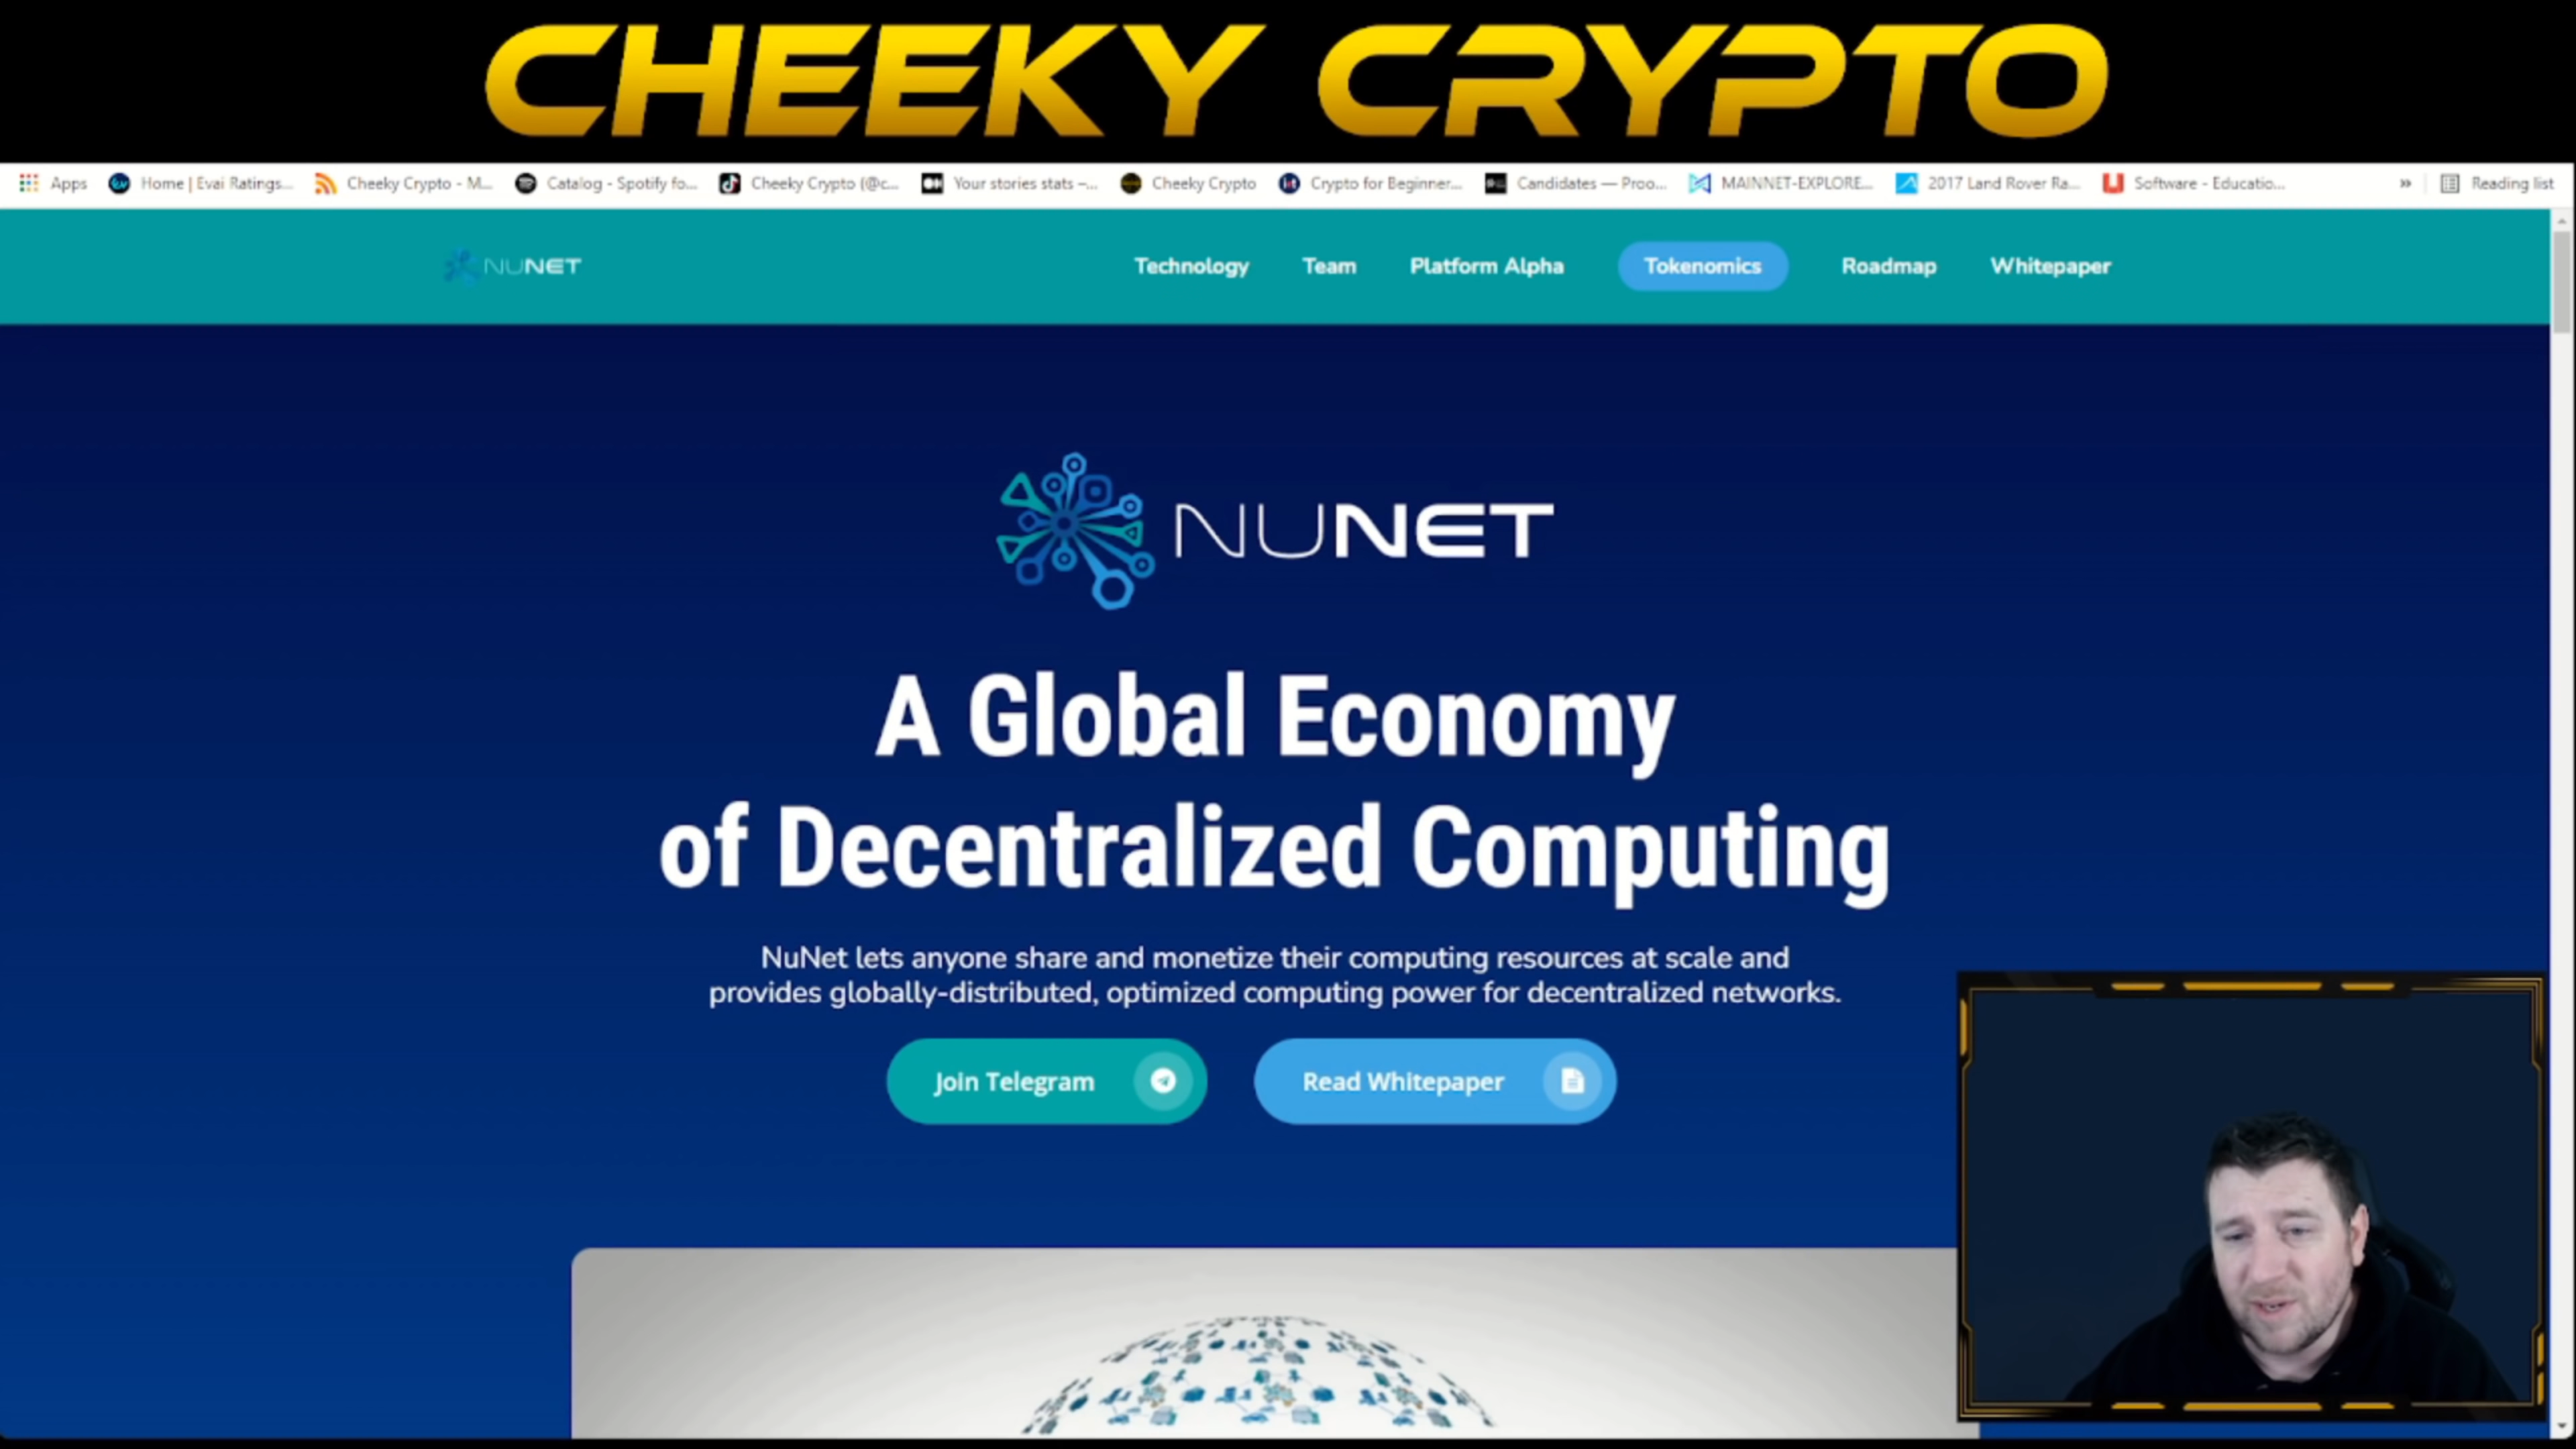 CHEEKY CRYPTO
Apps Home | Evai Ratings... Cheeky Crypto - M... Catalog - Spotify fo... Cheeky Crypto (@c... Your stories stats –... Cheeky Crypto Crypto for Beginner... Candidates — Proo... MAINNET-EXPLORE... 2017 Land Rover Ra... Software - Educatio... » Reading list
NUNET Technology Team Platform Alpha Tokenomics Roadmap Whitepaper
NUNET
A Global Economy
of Decentralized Computing
NuNet lets anyone share and monetize their computing resources at scale and
provides globally-distributed, optimized computing power for decentralized networks.
Join Telegram Read Whitepaper